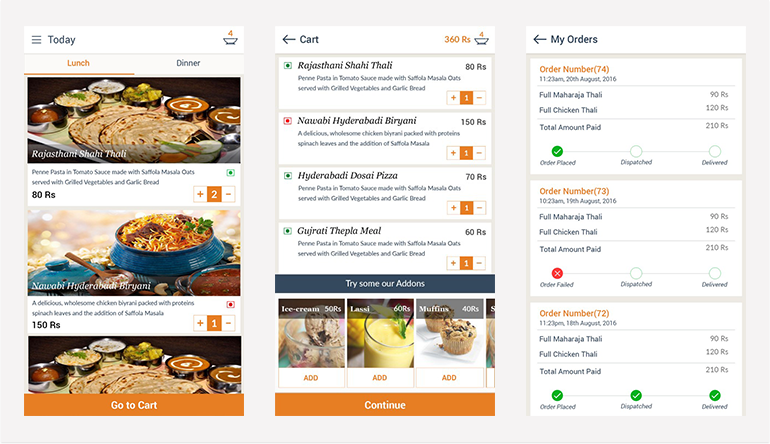 Today
4
Lunch
Dinner
Rajasthani Shahi Thali
Penne Pasta in Tomato Sauce made with Saffola Masala Oats
served with Grilled Vegetables and Garlic Bread
80 Rs
+ 2 −
Nawabi Hyderabadi Biryani
A delicious, wholesome chicken biyrani packed with proteins
spinach leaves and the addition of Saffola Masala
150 Rs
+ 1 −
Go to Cart
Cart
360 Rs
4
Rajasthani Shahi Thali
80 Rs
Penne Pasta in Tomato Sauce made with Saffola Masala Oats
served with Grilled Vegetables and Garlic Bread
+ 1 −
Nawabi Hyderabadi Biryani
150 Rs
A delicious, wholesome chicken biyrani packed with proteins
spinach leaves and the addition of Saffola Masala
+ 1 −
Hyderabadi Dosai Pizza
70 Rs
Penne Pasta in Tomato Sauce made with Saffola Masala Oats
served with Grilled Vegetables and Garlic Bread
+ 1 −
Gujrati Thepla Meal
60 Rs
Penne Pasta in Tomato Sauce made with Saffola Masala Oats
served with Grilled Vegetables and Garlic Bread
+ 1 −
Try some our Addons
Ice-cream 50Rs
Lassi 60Rs
Muffins 40Rs
S
ADD
ADD
ADD
Continue
My Orders
Order Number(74)
11:23am, 20th August, 2016
Full Maharaja Thali 90 Rs
Full Chicken Thali 120 Rs
Total Amount Paid 210 Rs
Order Placed
Dispatched
Delivered
Order Number(73)
10:23am, 19th August, 2016
Full Maharaja Thali 90 Rs
Full Chicken Thali 120 Rs
Total Amount Paid 210 Rs
Order Failed
Dispatched
Delivered
Order Number(72)
11:23pm, 18th August, 2016
Full Maharaja Thali 90 Rs
Full Chicken Thali 120 Rs
Total Amount Paid 210 Rs
Order Placed
Dispatched
Delivered